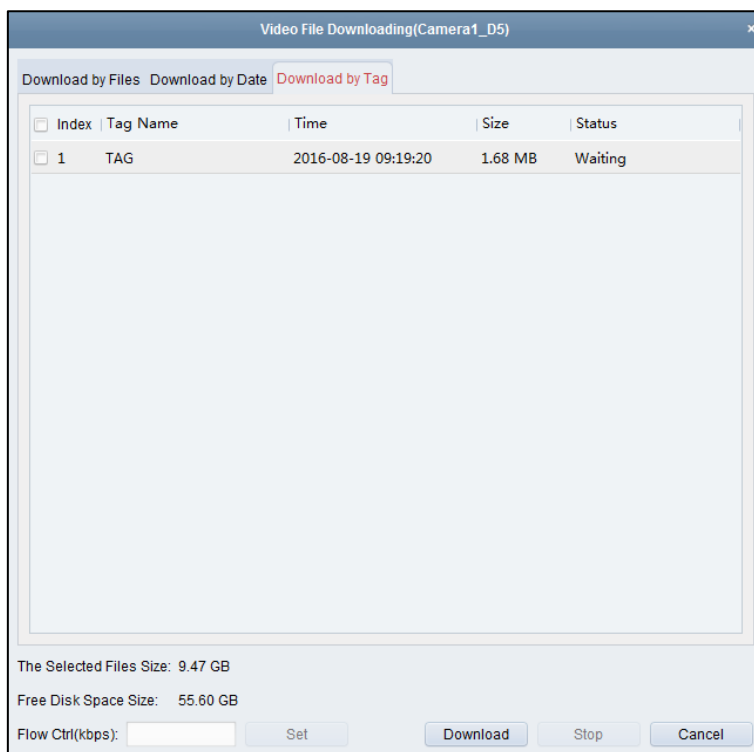 Video File Downloading(Camera1_D5) ×
Download by Files Download by Date Download by Tag
Index Tag Name Time Size Status
1 TAG 2016-08-19 09:19:20 1.68 MB Waiting
The Selected Files Size: 9.47 GB
Free Disk Space Size: 55.60 GB
Flow Ctrl(kbps): Set Download Stop Cancel